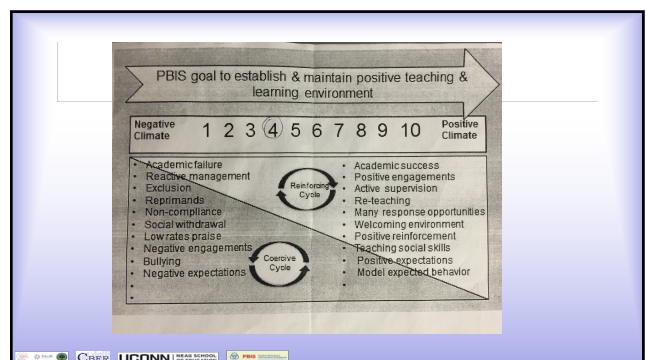 PBIS goal to establish & maintain positive teaching &
learning environment
Negative
Climate
1 2 3 4 5 6 7 8 9 10
Positive
Climate
• Academic failure
• Reactive management
• Exclusion
• Reprimands
• Non-compliance
• Social withdrawal
• Low rates praise
• Negative engagements
• Bullying
• Negative expectations
•
•
Reinforcing
Cycle
Coercive
Cycle
• Academic success
• Positive engagements
• Active supervision
• Re-teaching
• Many response opportunities
• Welcoming environment
• Positive reinforcement
• Teaching social skills
• Positive expectations
• Model expected behavior
•
•
CBER
UCONN
NEAG SCHOOL
OF EDUCATION
PBIS